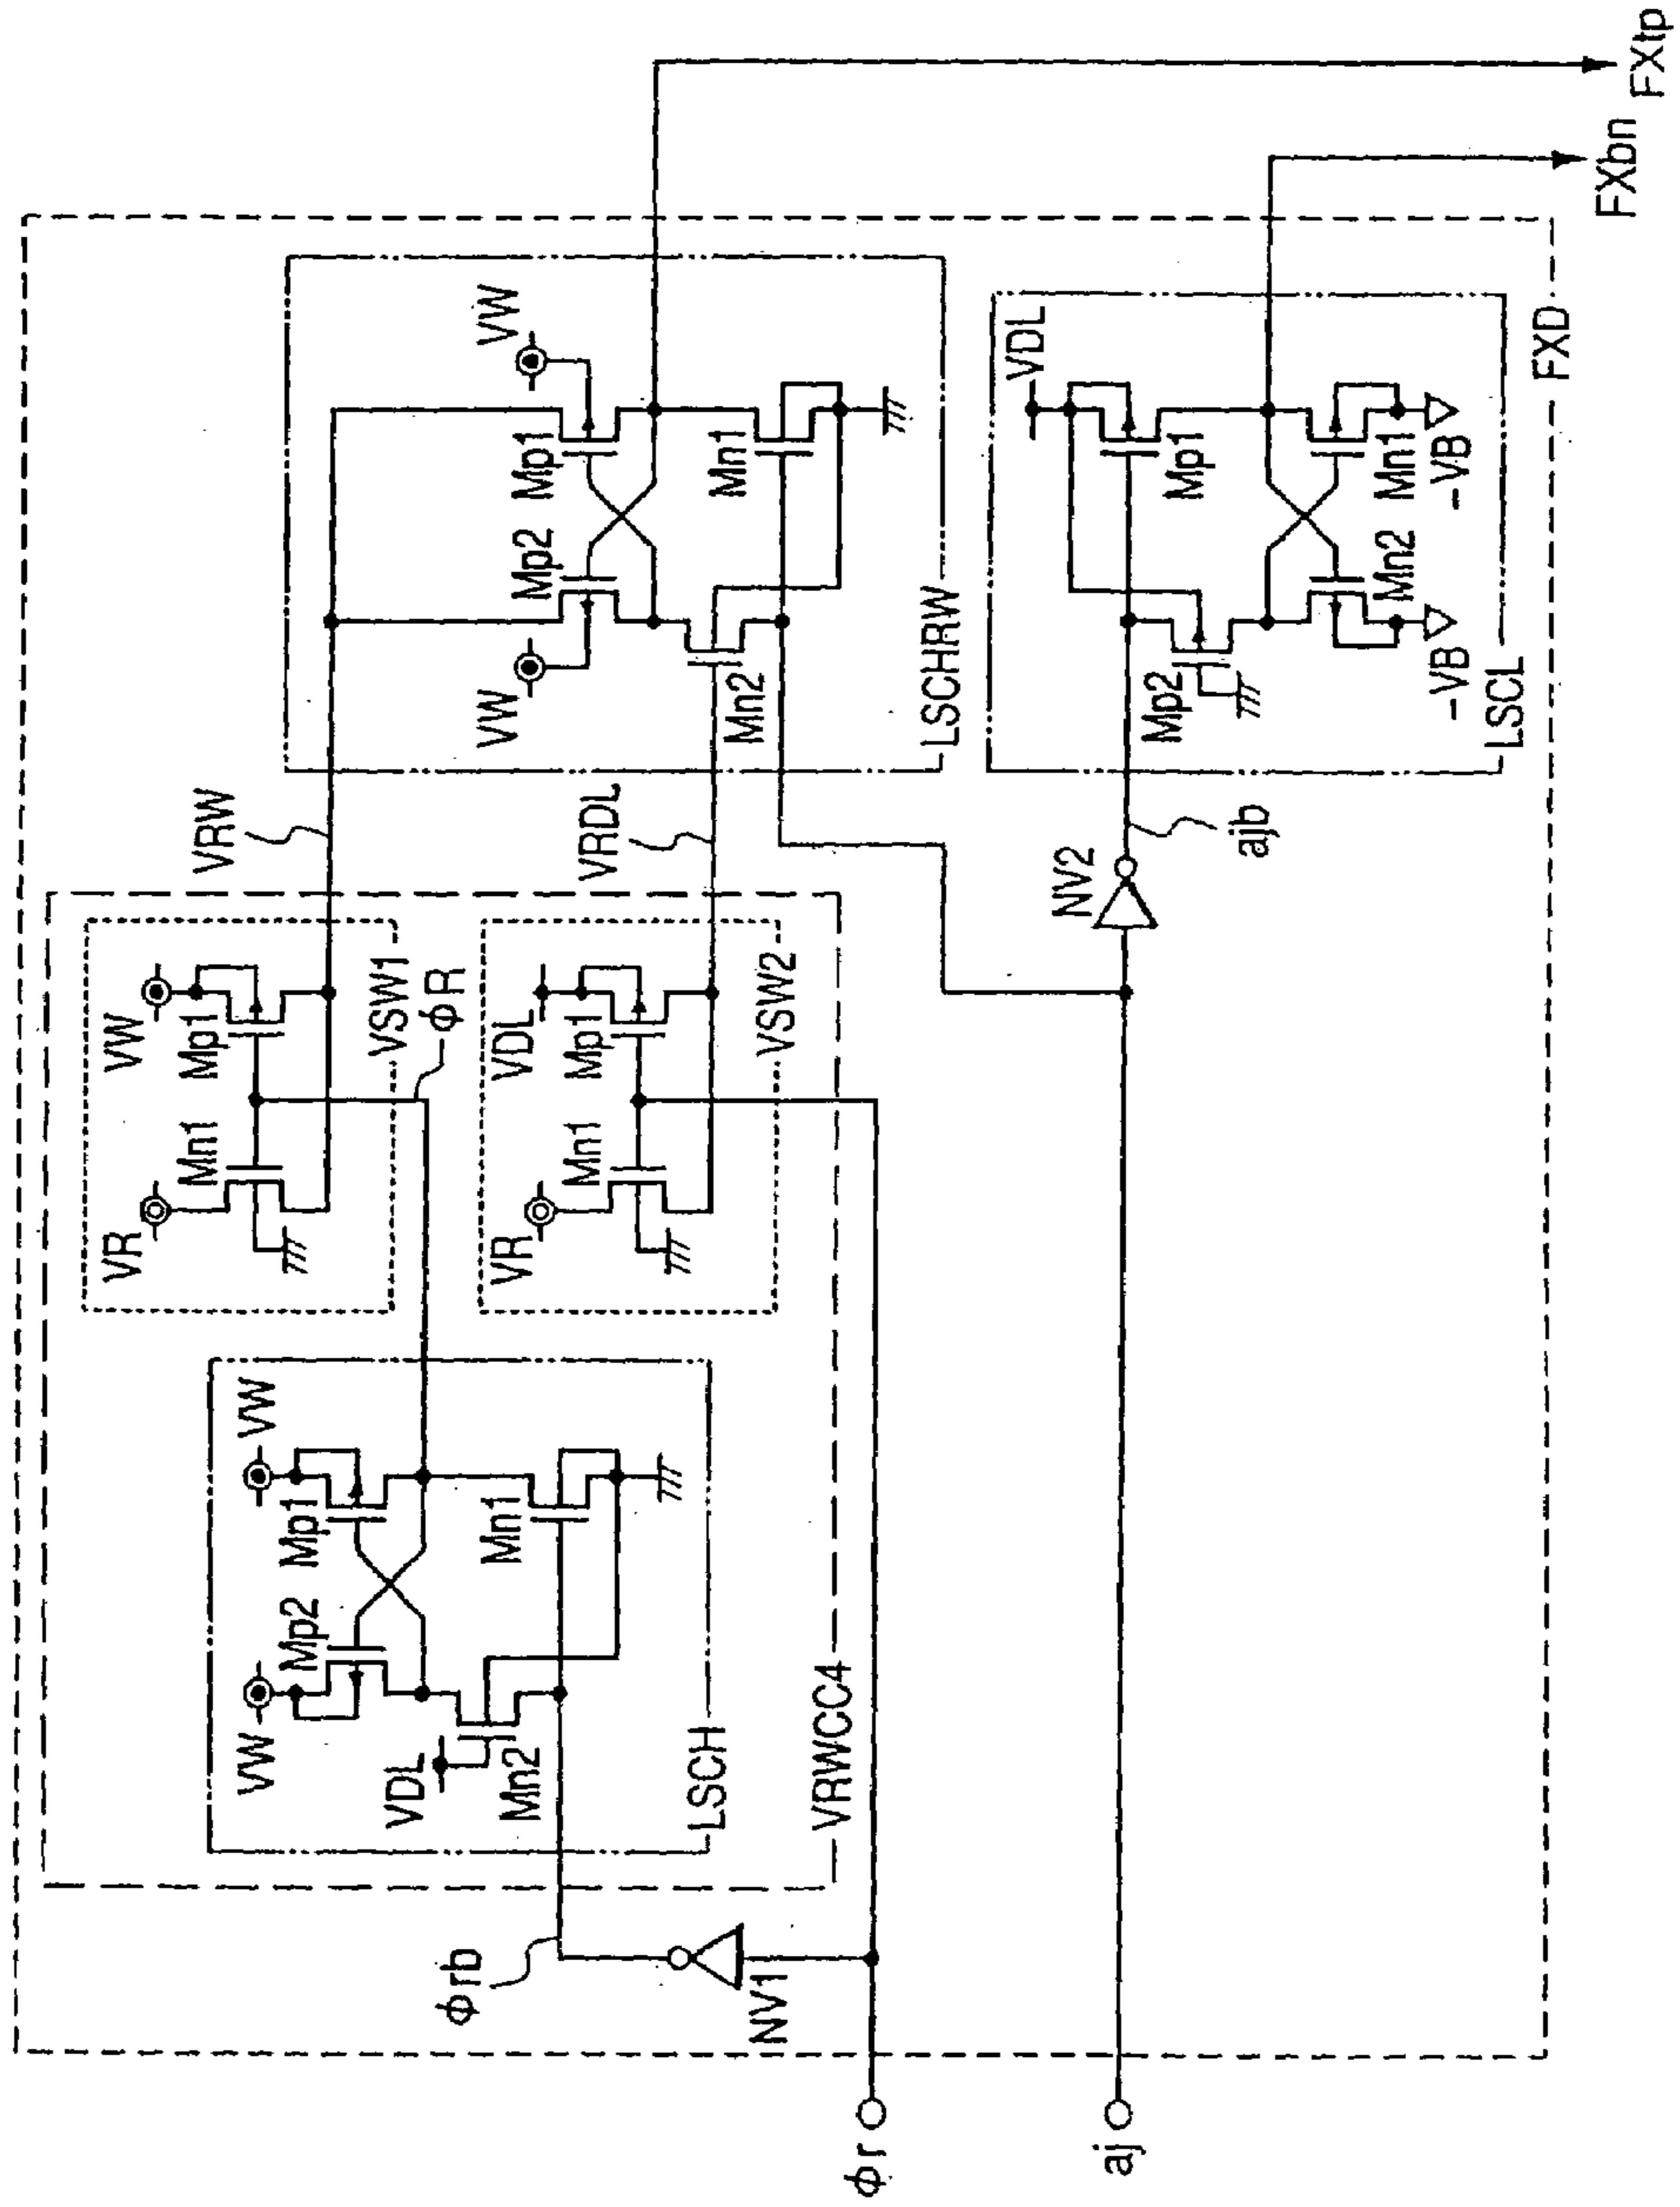 φr
aj
φrb
NV1
VRWCC4
LSCH
VW
VW
Mp2
Mp1
VDL
Mn2
Mn1
VR
VW
Mn1
Mp1
VSW1
φR
VR
VDL
Mn1
Mp1
VSW2
VRW
VRDL
NV2
ajb
VW
VW
Mp2
Mp1
Mn2
Mn1
LSCHRW
VDL
Mp2
Mp1
Mn2
Mn1
-VB
-VB
LSCL
FXD
FXbn
FXtp